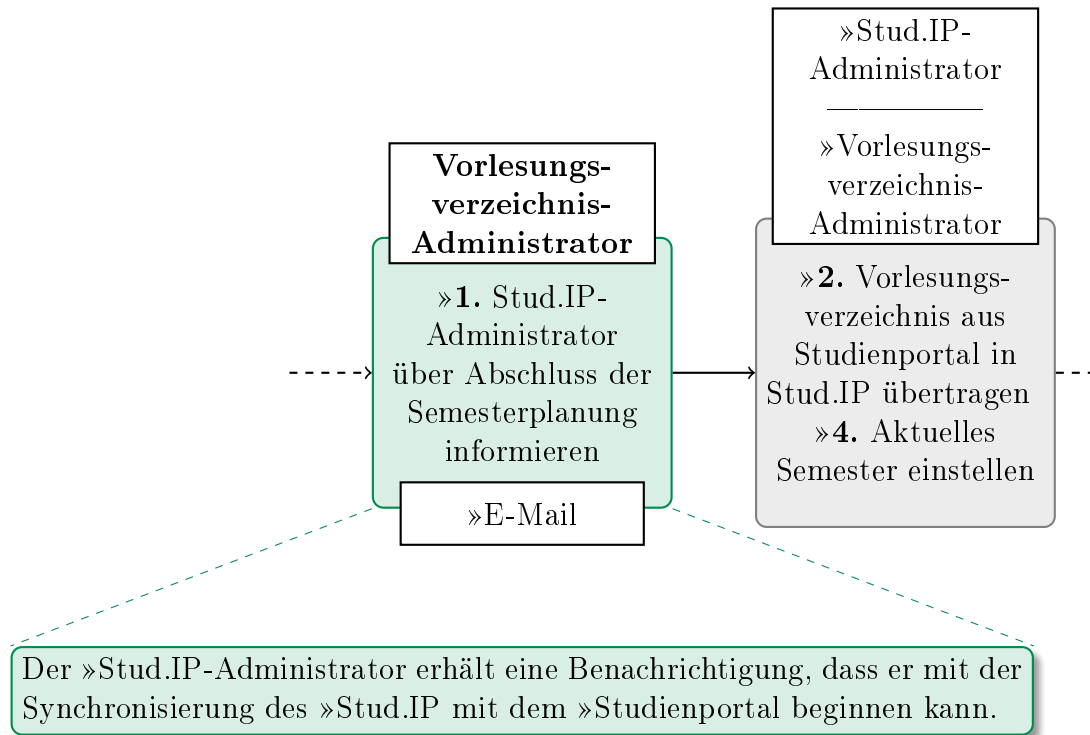 Vorlesungs-
verzeichnis-
Administrator
»1. Stud.IP-
Administrator
über Abschluss der
Semesterplanung
informieren
»E-Mail
»Stud.IP-
Administrator
»Vorlesungs-
verzeichnis-
Administrator
»2. Vorlesungs-
verzeichnis aus
Studienportal in
Stud.IP übertragen
»4. Aktuelles
Semester einstellen
Der »Stud.IP-Administrator erhält eine Benachrichtigung, dass er mit der
Synchronisierung des »Stud.IP mit dem »Studienportal beginnen kann.